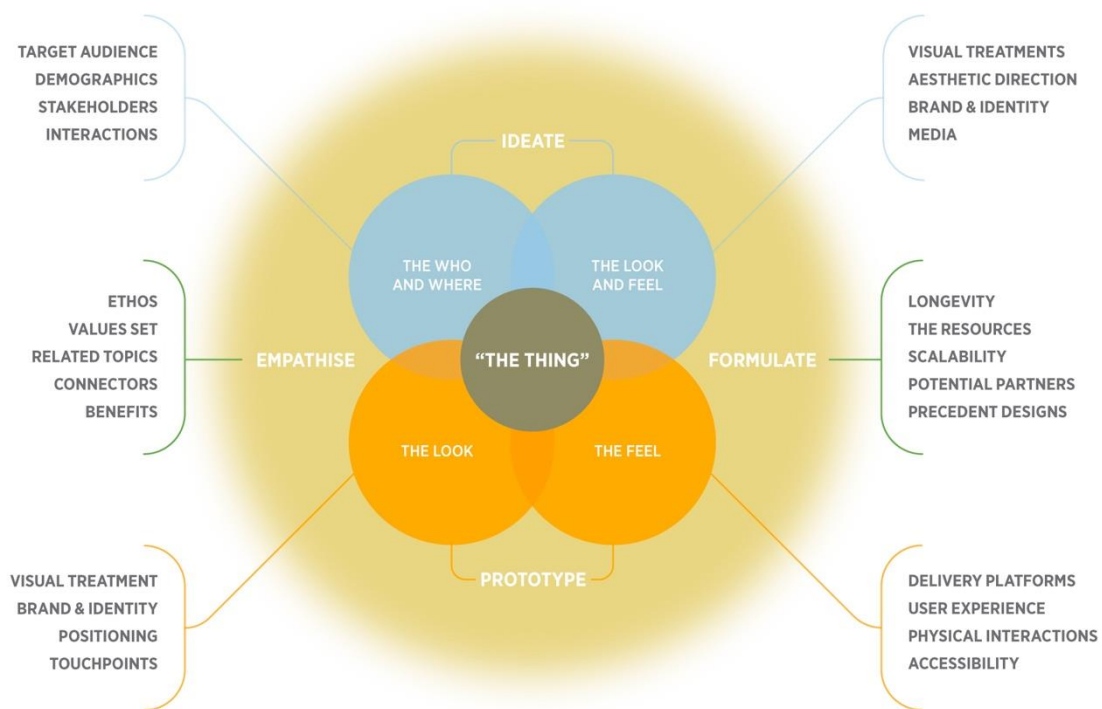 TARGET AUDIENCE
DEMOGRAPHICS
STAKEHOLDERS
INTERACTIONS
VISUAL TREATMENTS
AESTHETIC DIRECTION
BRAND & IDENTITY
MEDIA
IDEATE
THE WHO
AND WHERE
THE LOOK
AND FEEL
ETHOS
VALUES SET
RELATED TOPICS
CONNECTORS
BENEFITS
EMPATHISE
“THE THING”
FORMULATE
LONGEVITY
THE RESOURCES
SCALABILITY
POTENTIAL PARTNERS
PRECEDENT DESIGNS
THE LOOK
THE FEEL
PROTOTYPE
VISUAL TREATMENT
BRAND & IDENTITY
POSITIONING
TOUCHPOINTS
DELIVERY PLATFORMS
USER EXPERIENCE
PHYSICAL INTERACTIONS
ACCESSIBILITY